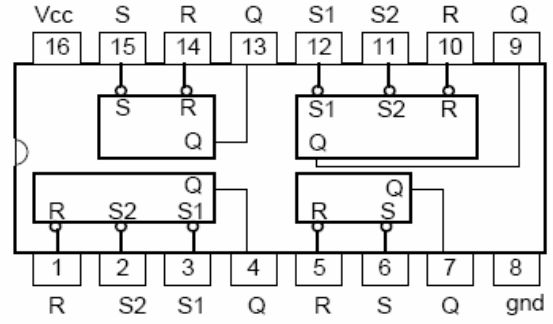 Vcc S R Q S1 S2 R Q
16 15 14 13 12 11 10 9
S R S1 S2 R
Q Q
Q Q
R S2 S1 R S
1 2 3 4 5 6 7 8
R S2 S1 Q R S Q gnd